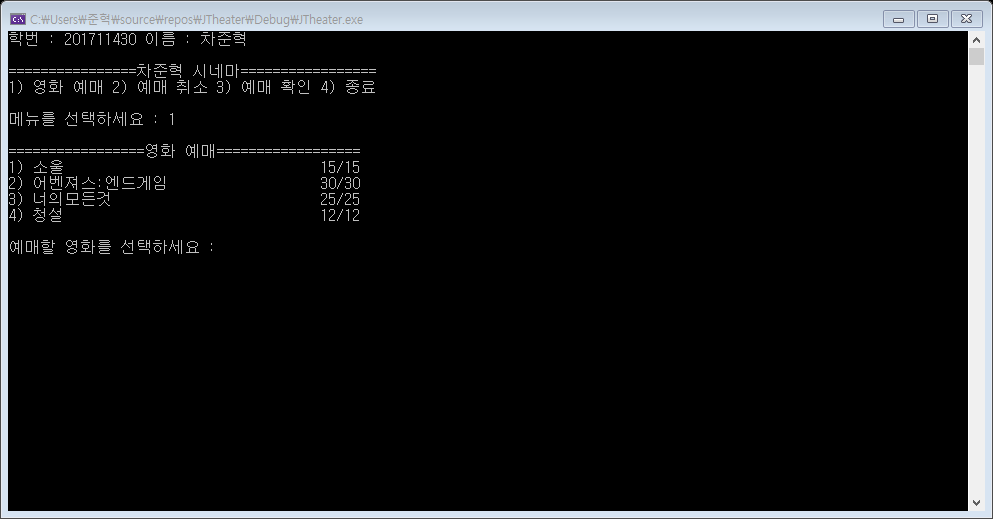 C:\Users\준혁\source\repos\JTheater\Debug\JTheater.exe
학번 : 201711430 이름 : 차준혁
================차준혁 시네마=================
1) 영화 예매 2) 예매 취소 3) 예매 확인 4) 종료
메뉴를 선택하세요 : 1
=================영화 예매==================
1) 소울 15/15
2) 어벤져스:엔드게임 30/30
3) 너의모든것 25/25
4) 청설 12/12
예매할 영화를 선택하세요 :